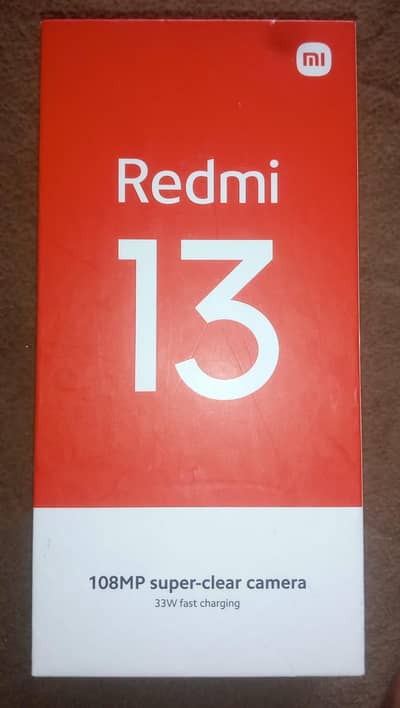 mi
Redmi
13
108MP super-clear camera
33W fast charging